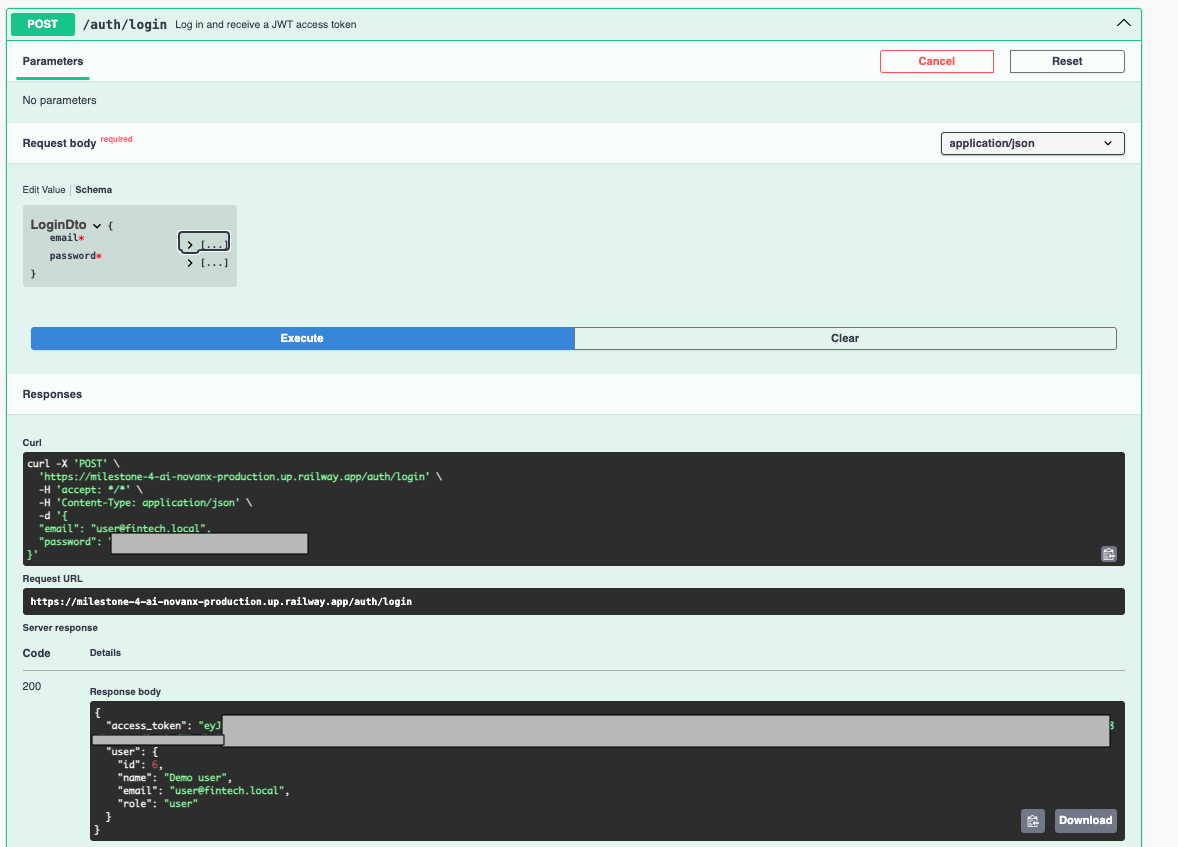 POST /auth/login Log in and receive a JWT access token
Parameters Cancel Reset
No parameters
Request body required application/json
Edit Value | Schema
LoginDto {
email* [...]
password* [...]
}
Execute Clear
Responses
Curl
curl -X 'POST' \
'https://milestone-4-ai-novanx-production.up.railway.app/auth/login' \
-H 'accept: */*' \
-H 'Content-Type: application/json' \
-d '{
"email": "user@fintech.local",
"password": "
}'
Request URL
https://milestone-4-ai-novanx-production.up.railway.app/auth/login
Server response
Code Details
200
Response body
{
"access_token": "eyJ
"user": {
"id": 6,
"name": "Demo user",
"email": "user@fintech.local",
"role": "user"
}
}
Download